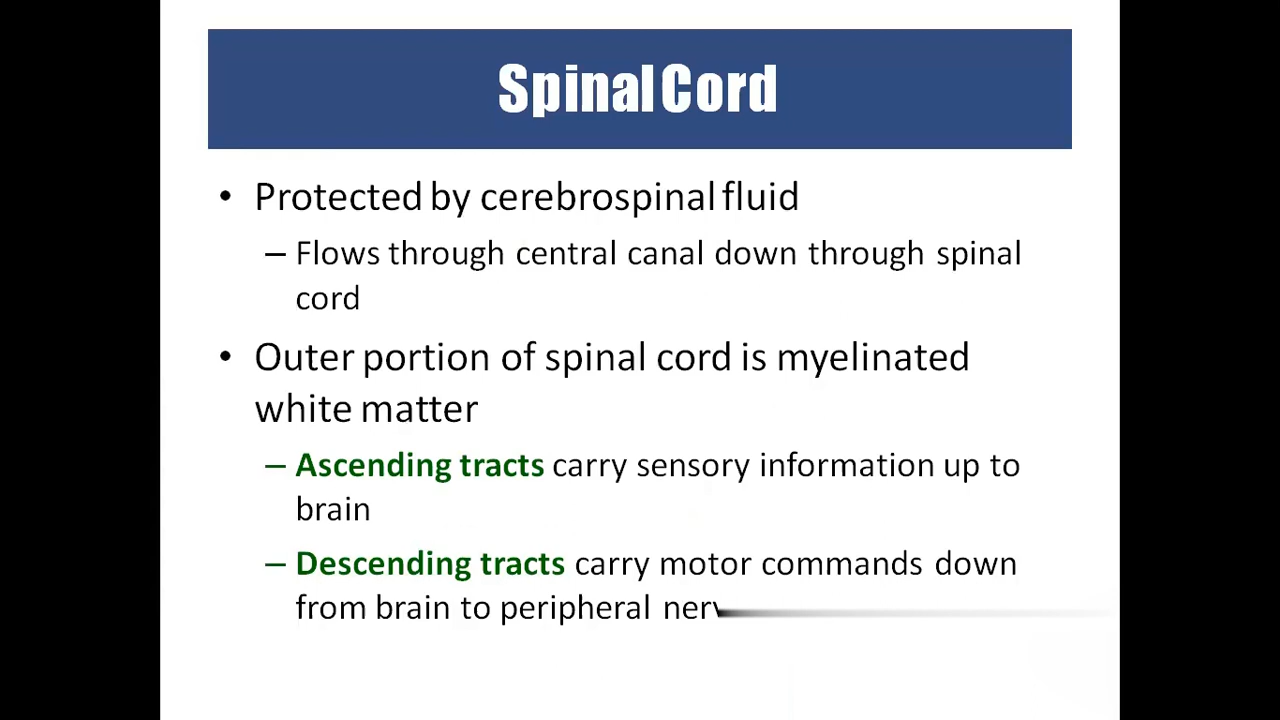 Spinal Cord
• Protected by cerebrospinal fluid
– Flows through central canal down through spinal
cord
• Outer portion of spinal cord is myelinated
white matter
– Ascending tracts carry sensory information up to
brain
– Descending tracts carry motor commands down
from brain to peripheral